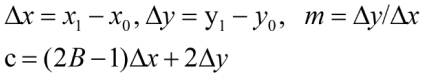 Δx = x₁ − x₀, Δy = y₁ − y₀, m = Δy/Δx
c = (2B − 1)Δx + 2Δy